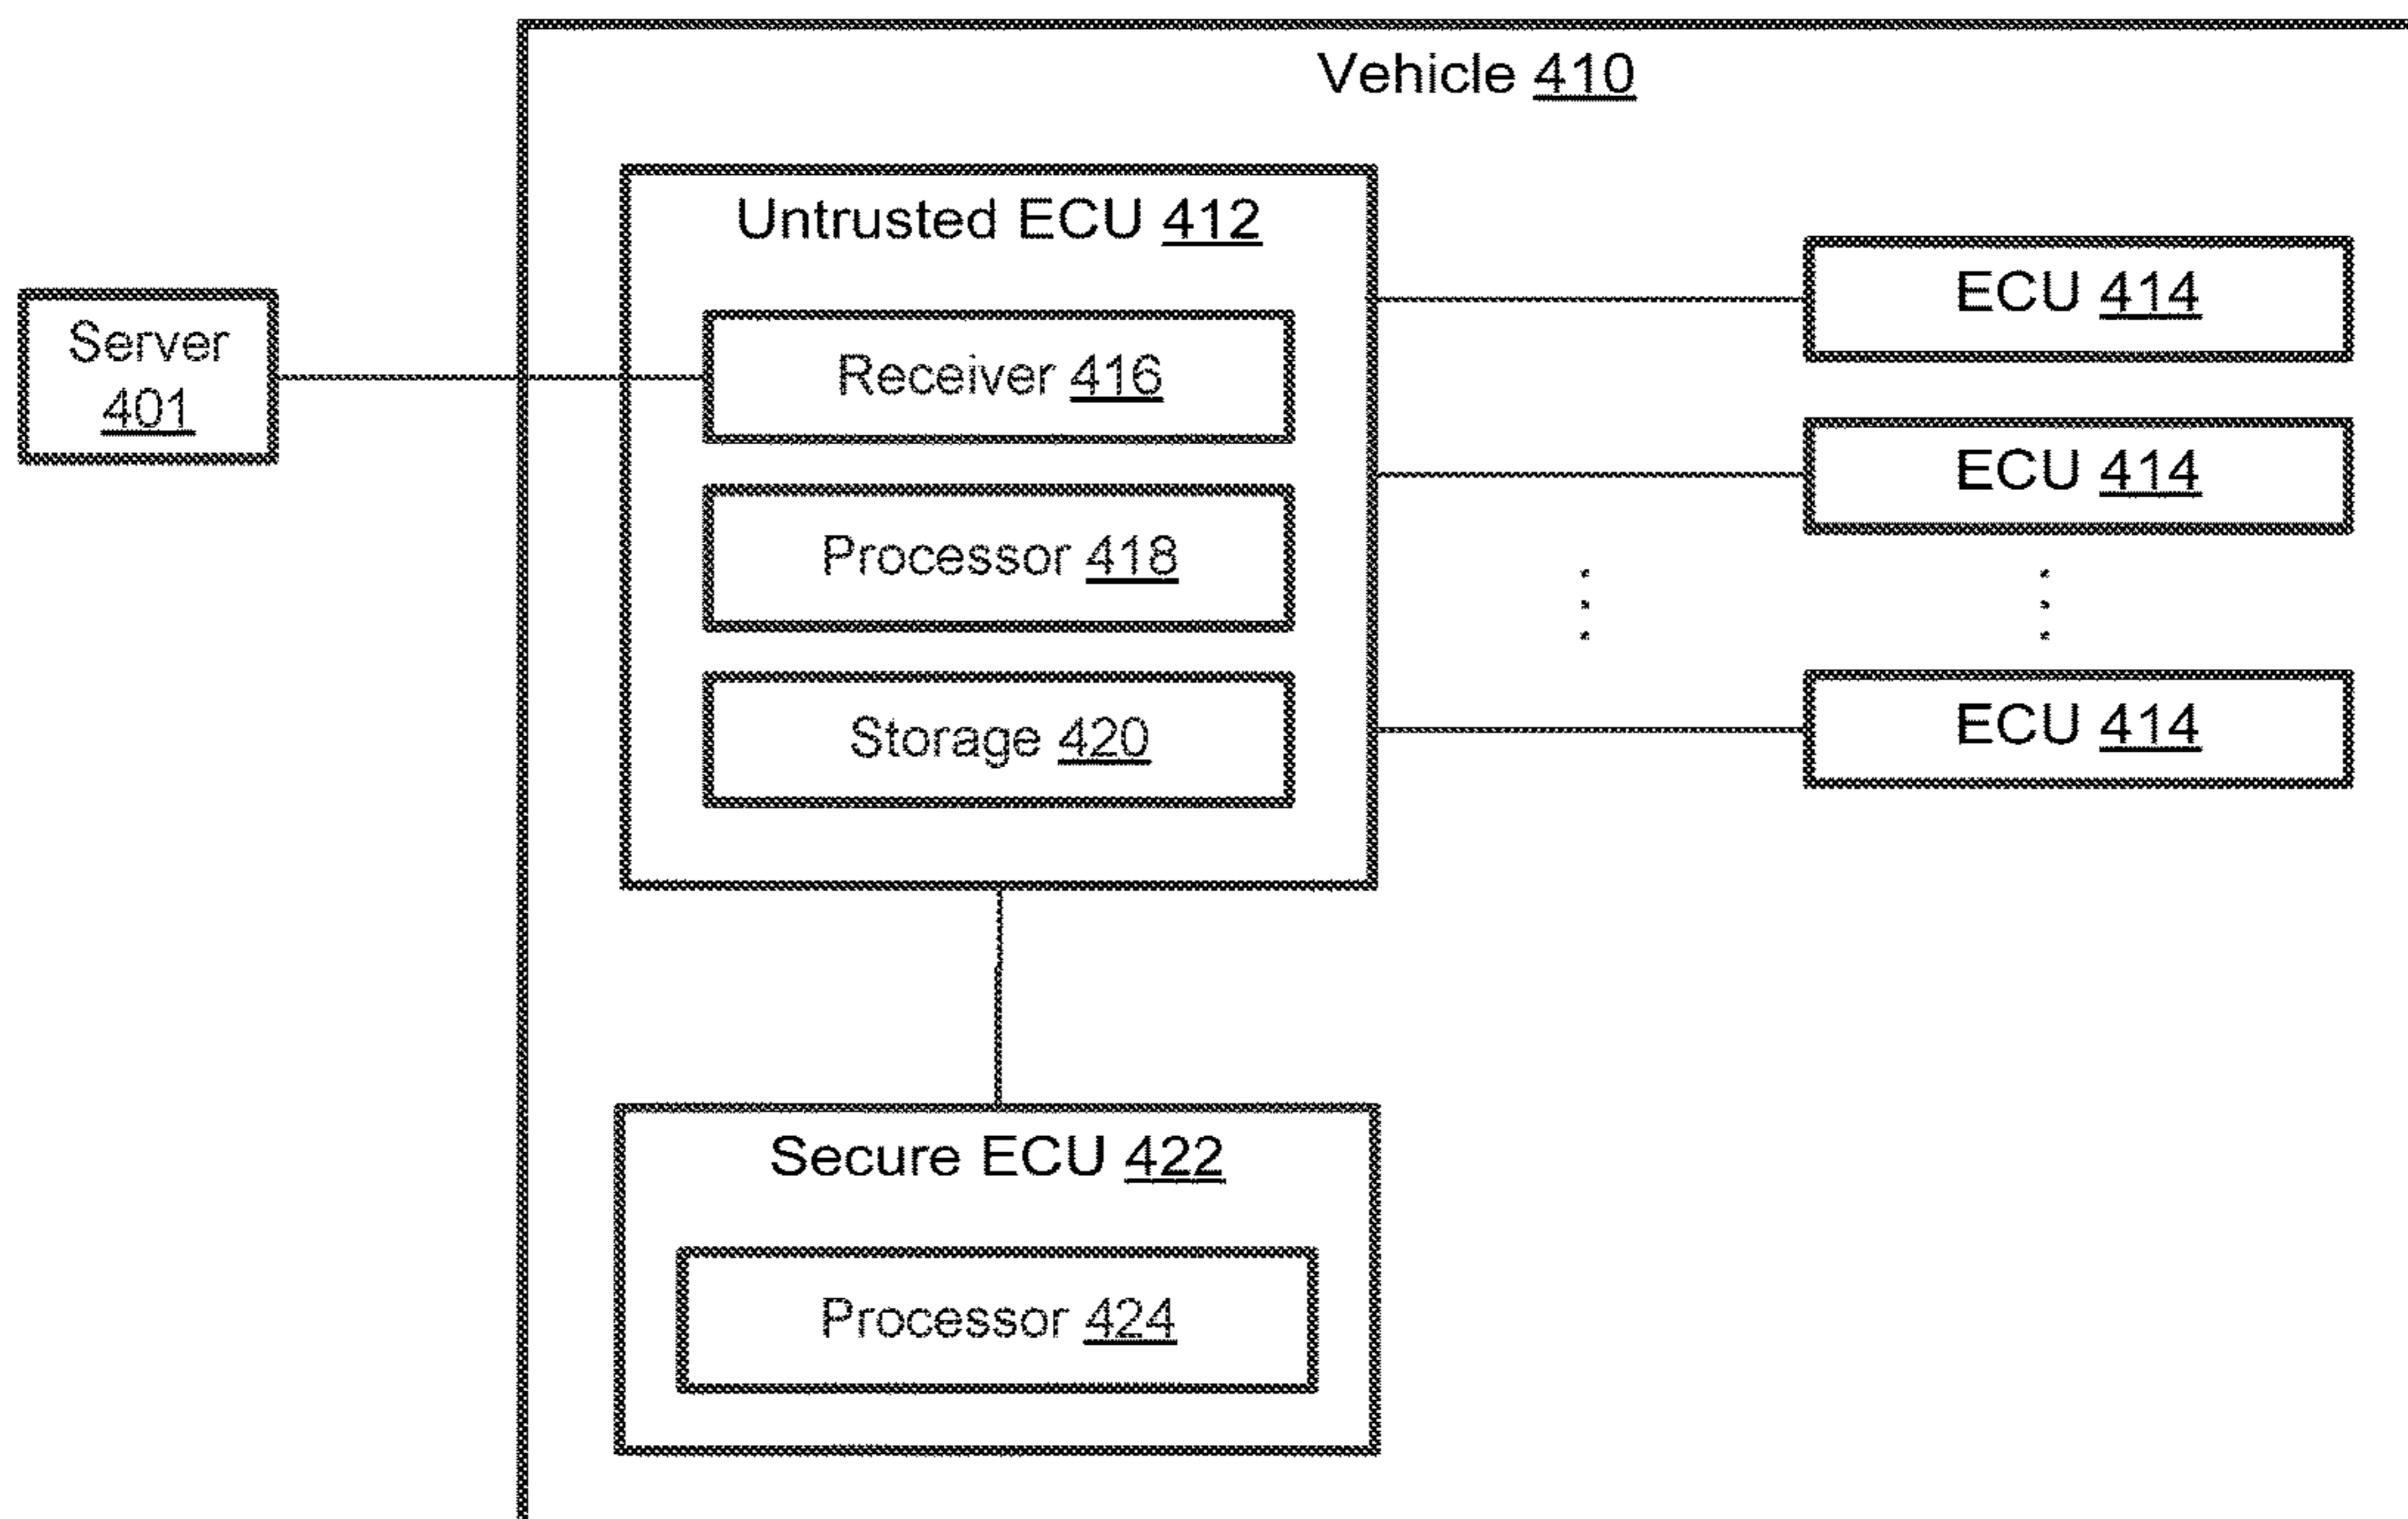 Vehicle 410
Untrusted ECU 412
Server
401
Receiver 416
Processor 418
Storage 420
ECU 414
ECU 414
ECU 414
Secure ECU 422
Processor 424